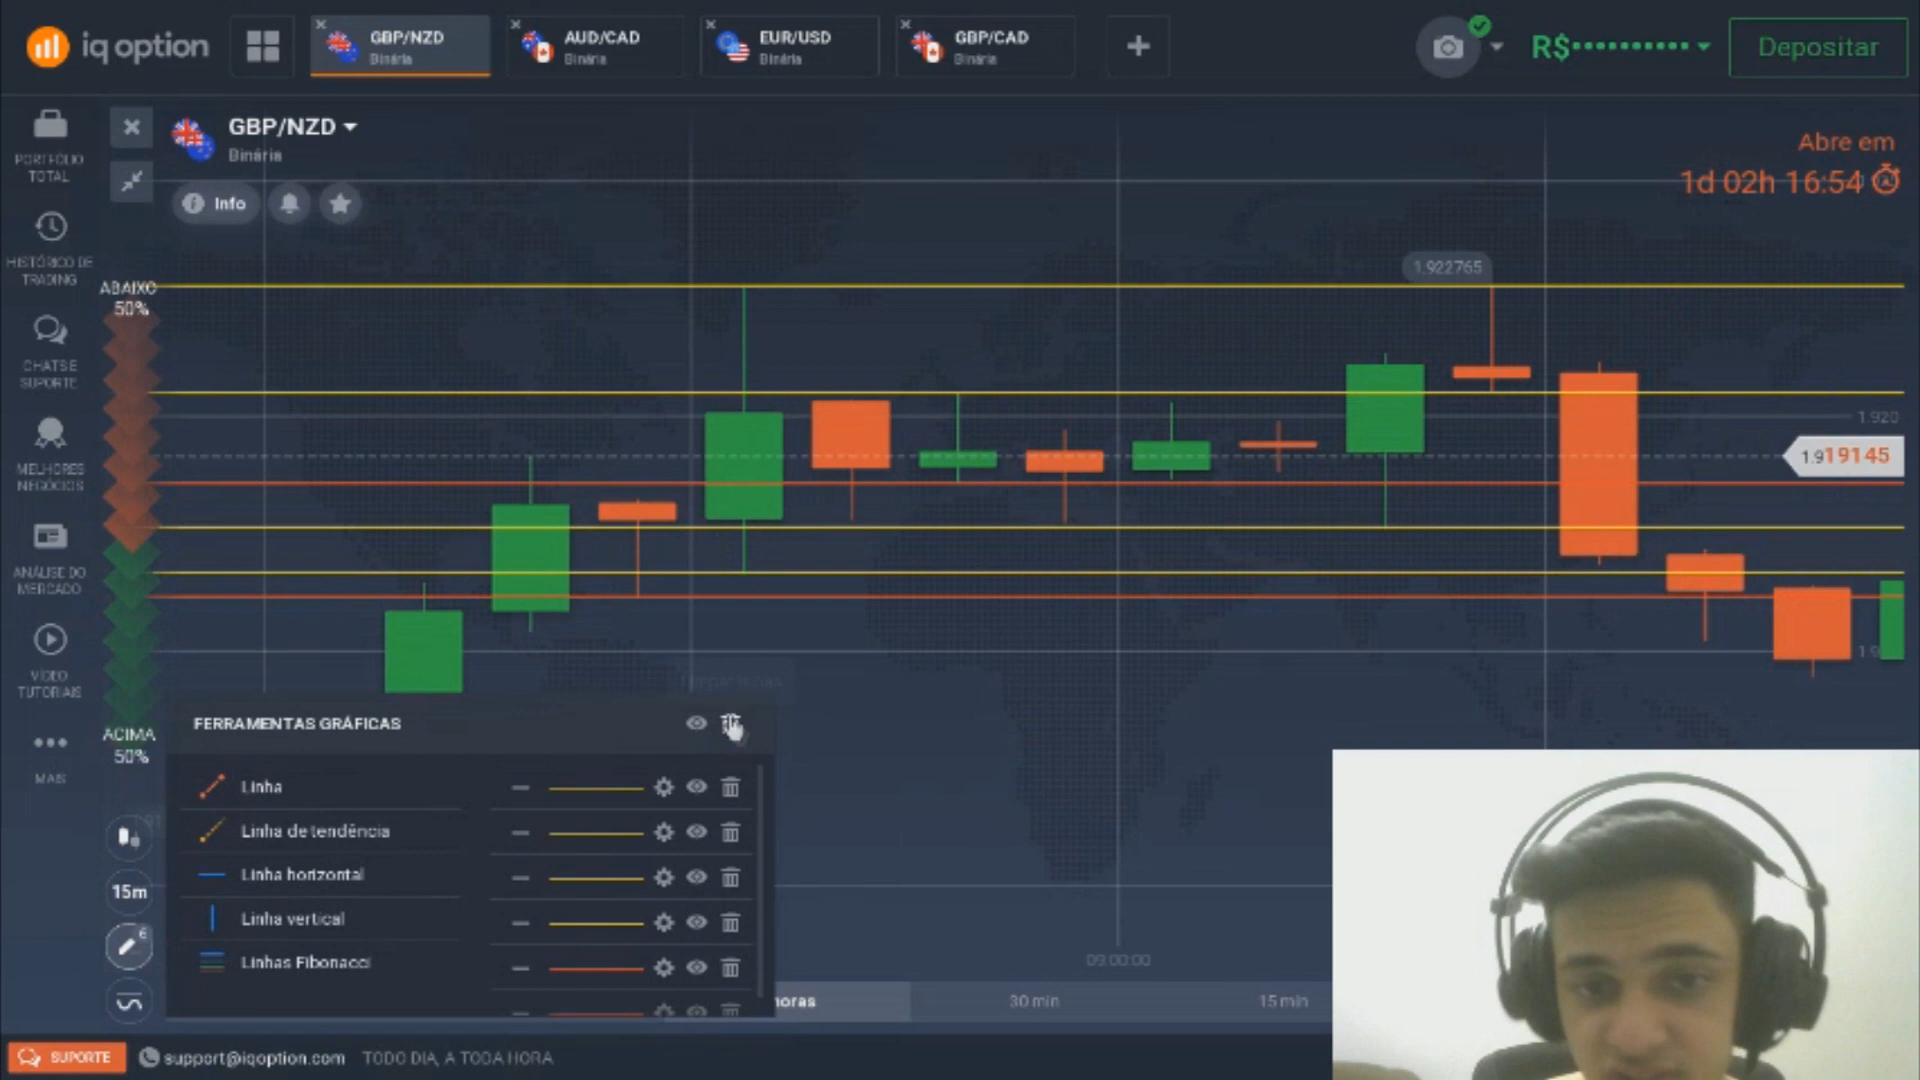 iq option
GBP/NZD
Binária
AUD/CAD
Binária
EUR/USD
Binária
GBP/CAD
Binária
R$
Depositar
PORTFÓLIO
TOTAL
GBP/NZD
Binária
Info
Abre em
1d 02h 16:54
HISTÓRICO DE
TRADING
ABAIXO
50%
1.922765
CHATS E
SUPORTE
1.920
1.919145
MELHORES
NEGÓCIOS
ANÁLISE DO
MERCADO
VÍDEO
TUTORIAIS
FERRAMENTAS GRÁFICAS
ACIMA
50%
MAIS
Linha
Linha de tendência
Linha horizontal
15m
Linha vertical
6
Linhas Fibonacci
09:00:00
horas
30 min
15 min
SUPORTE
support@iqoption.com
TODO DIA, A TODA HORA